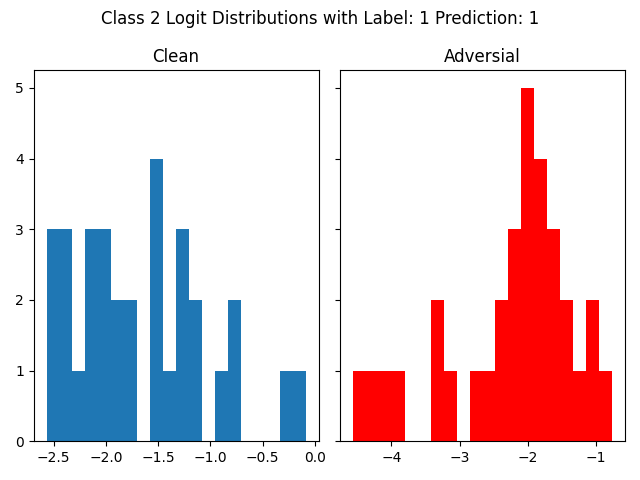 Class 2 Logit Distributions with Label: 1 Prediction: 1
Clean
Adversial
5
4
3
2
1
0
−2.5 −2.0 −1.5 −1.0 −0.5 0.0
−4 −3 −2 −1